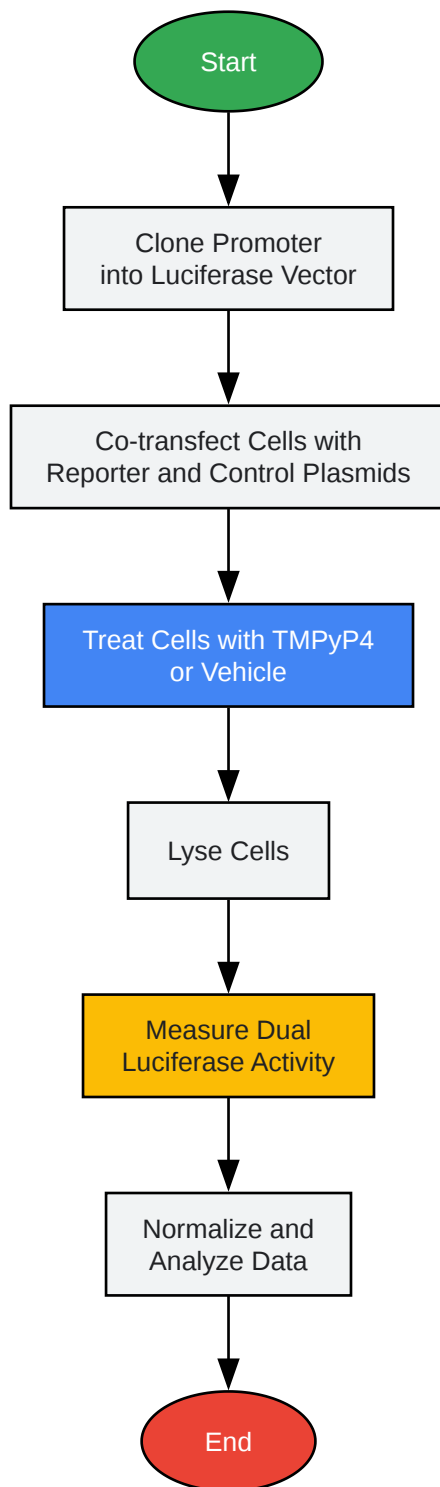 Start
Clone Promoter
into Luciferase Vector
Co-transfect Cells with
Reporter and Control Plasmids
Treat Cells with TMPyP4
or Vehicle
Lyse Cells
Measure Dual
Luciferase Activity
Normalize and
Analyze Data
End